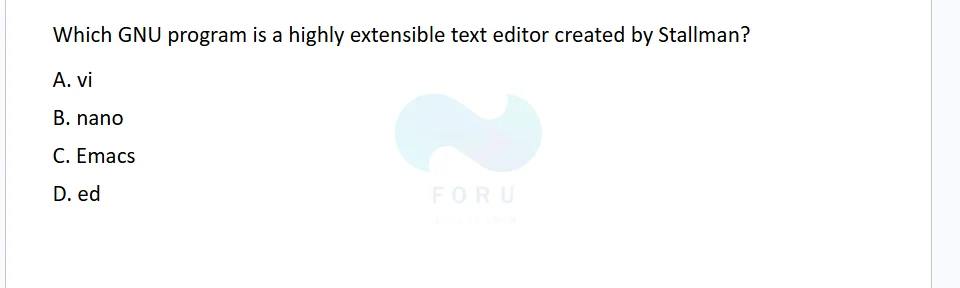 Which GNU program is a highly extensible text editor created by Stallman?
A. vi
B. nano
C. Emacs
D. ed
FORU